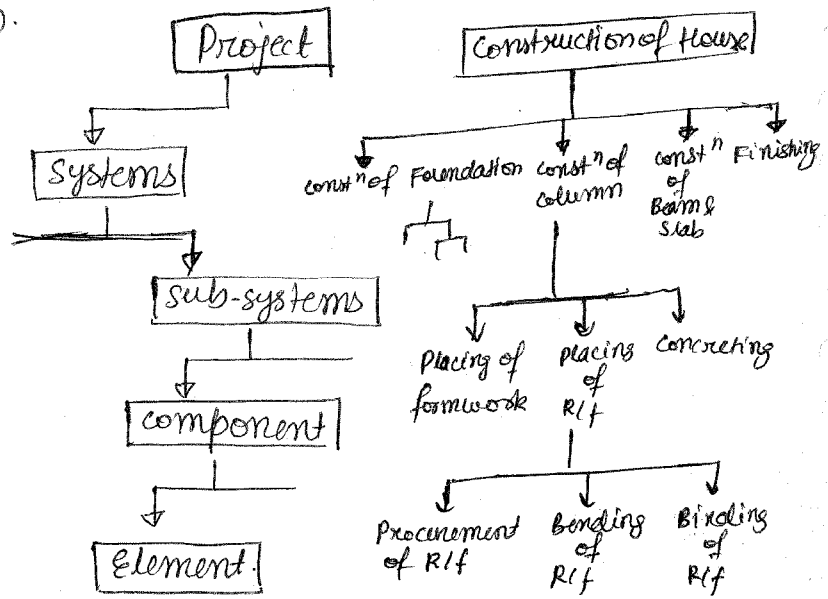 ).
Project
Systems
Sub-systems
Component
Element.
Construction of House
Constⁿ of Foundation
Constⁿ of
Column
Constⁿ
of
Beam &
Slab
Finishing
Placing of
formwork
Placing
of
R/f
Concreting
Procurement
of R/f
Bending
of
R/f
Binding
of
R/f